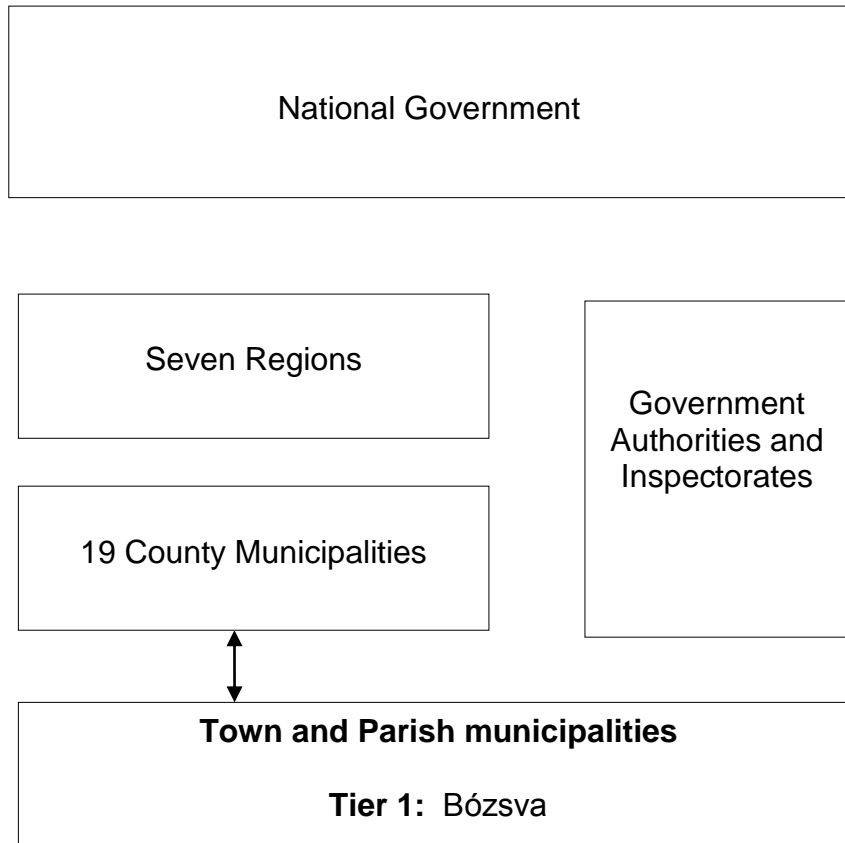 National Government
Seven Regions
Government
Authorities and
Inspectorates
19 County Municipalities
Town and Parish municipalities
Tier 1: Bózsva